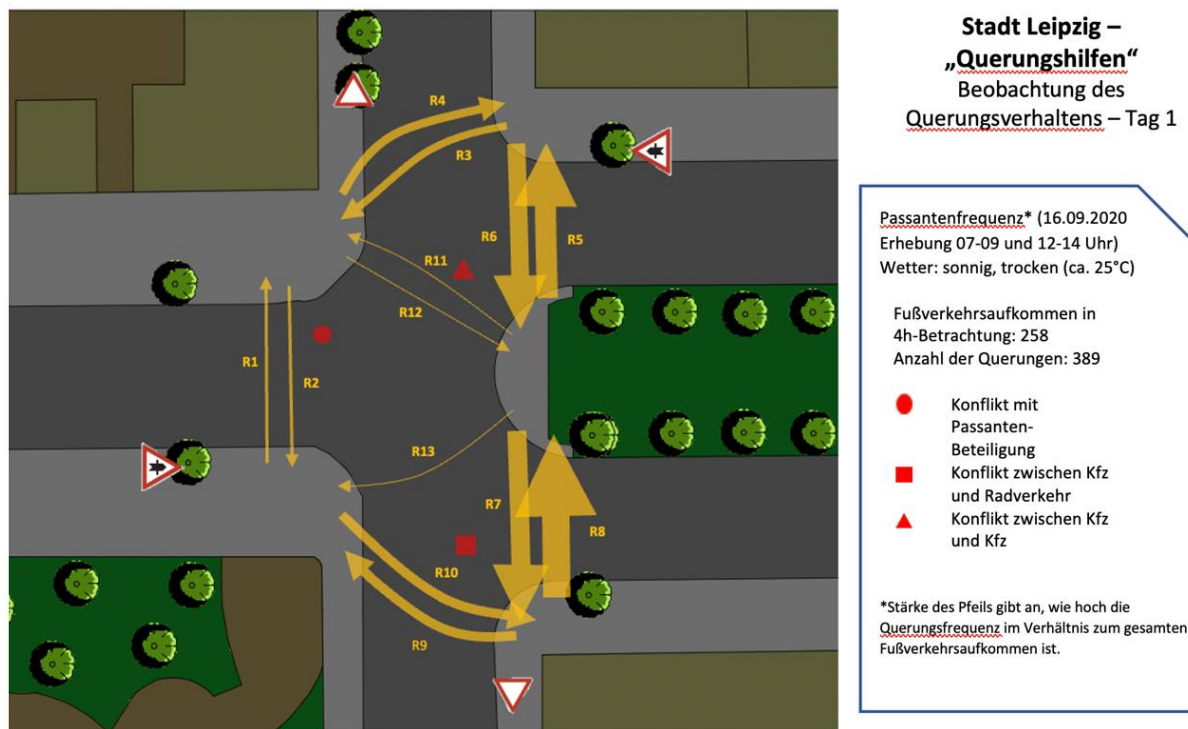 Stadt Leipzig –
„Querungshilfen“
Beobachtung des
Querungsverhaltens – Tag 1
R4
R3
R6
R5
R11
R12
R1
R2
R13
R7
R8
R10
R9
Passantenfrequenz* (16.09.2020
Erhebung 07-09 und 12-14 Uhr)
Wetter: sonnig, trocken (ca. 25°C)
Fußverkehrsaufkommen in
4h-Betrachtung: 258
Anzahl der Querungen: 389
Konflikt mit
Passanten-
Beteiligung
Konflikt zwischen Kfz
und Radverkehr
Konflikt zwischen Kfz
und Kfz
*Stärke des Pfeils gibt an, wie hoch die
Querungsfrequenz im Verhältnis zum gesamten
Fußverkehrsaufkommen ist.